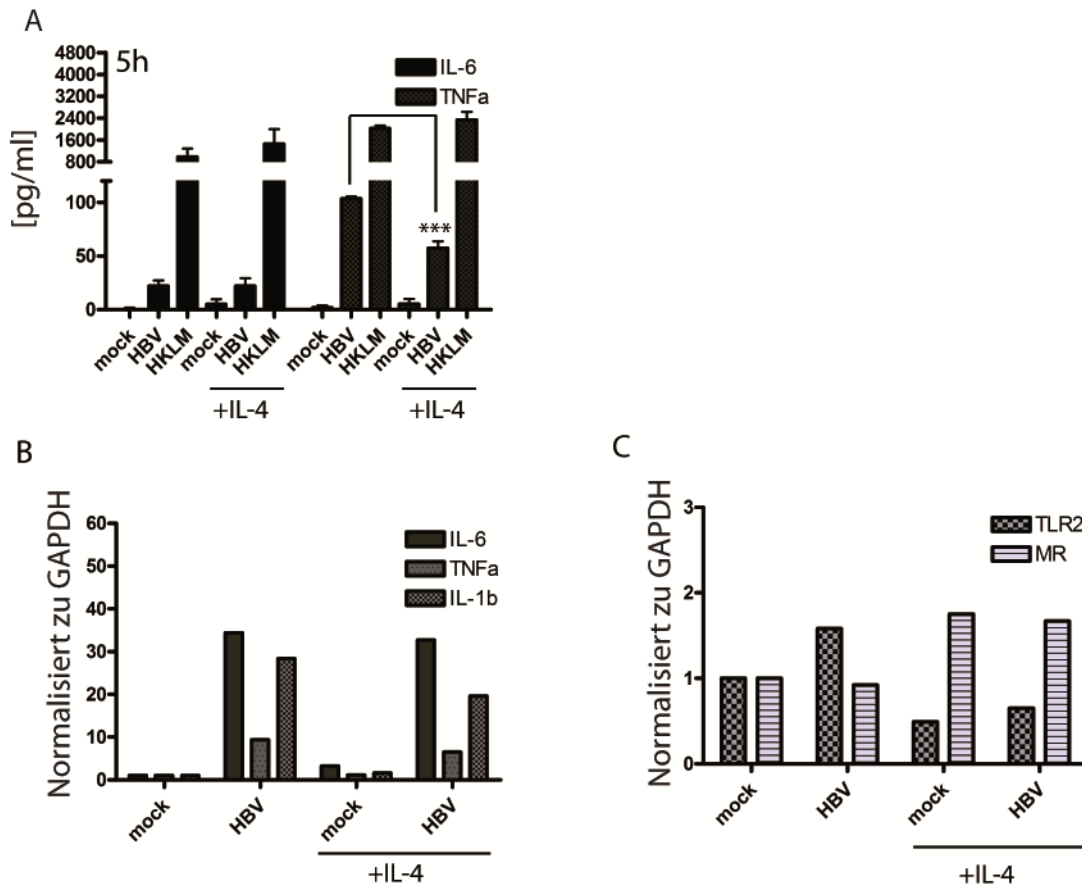 A
5h
IL-6
TNFa
[pg/ml]
4800
4000
3200
2400
1600
800
100
50
0
mock HBV HKLM mock HBV HKLM mock HBV HKLM mock HBV HKLM
***
+IL-4 +IL-4
B
Normalisiert zu GAPDH
60
50
40
30
20
10
0
IL-6
TNFa
IL-1b
mock HBV mock HBV
+IL-4
C
Normalisiert zu GAPDH
3
2
1
0
TLR2
MR
mock HBV mock HBV
+IL-4